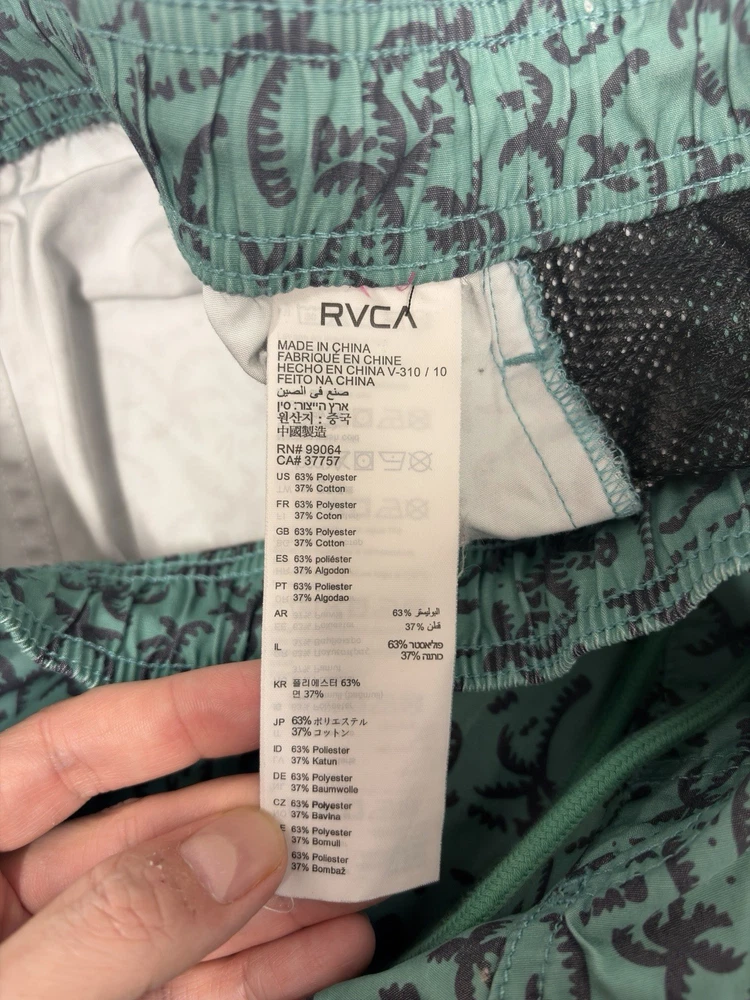 RVCA
MADE IN CHINA
FABRIQUÉ EN CHINE
HECHO EN CHINA V-310 / 10
FEITO NA CHINA
صنع في الصين
ארץ הייצור: סין
원산지 : 중국
中國製造
RN# 99064
CA# 37757
US 63% Polyester
37% Cotton
FR 63% Polyester
37% Coton
GB 63% Polyester
37% Cotton
ES 63% poliéster
37% Algodon
PT 63% Poliester
37% Algodao
AR 63% البوليستر
37% قطن
IL 63% פוליאסטר
37% כותנה
KR 폴리에스터 63%
면 37%
JP 63% ポリエステル
37% コットン
ID 63% Poliester
37% Katun
DE 63% Polyester
37% Baumwolle
CZ 63% Polyester
37% Bavlna
E 63% Polyester
37% Bomull
63% Poliester
37% Bombaž